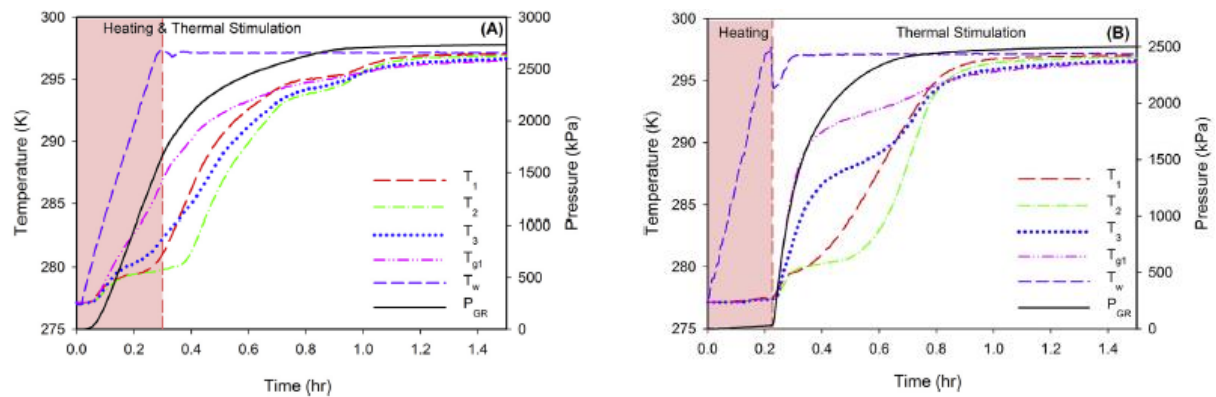 Heating & Thermal Stimulation (A)
300
295
290
285
280
275
Temperature (K)
3000
2500
2000
1500
1000
500
0
Pressure (kPa)
T1
T2
T3
Tg1
Tw
PGR
0.0 0.2 0.4 0.6 0.8 1.0 1.2 1.4
Time (hr)
Heating Thermal Stimulation (B)
300
295
290
285
280
275
Temperature (K)
2500
2000
1500
1000
500
0
Pressure (kPa)
T1
T2
T3
Tg1
Tw
PGR
0.0 0.2 0.4 0.6 0.8 1.0 1.2 1.4
Time (hr)